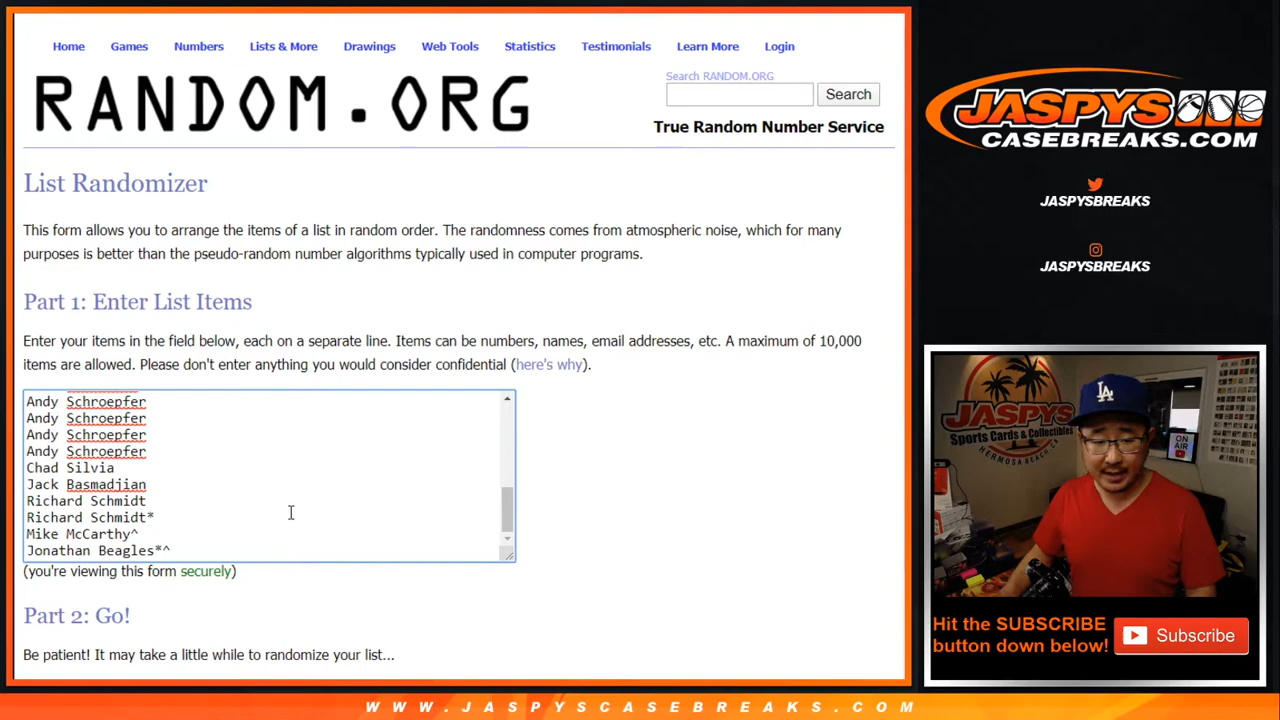 Home Games Numbers Lists & More Drawings Web Tools Statistics Testimonials Learn More Login
RANDOM.ORG
Search RANDOM.ORG
Search
True Random Number Service
List Randomizer
This form allows you to arrange the items of a list in random order. The randomness comes from atmospheric noise, which for many
purposes is better than the pseudo-random number algorithms typically used in computer programs.
Part 1: Enter List Items
Enter your items in the field below, each on a separate line. Items can be numbers, names, email addresses, etc. A maximum of 10,000
items are allowed. Please don't enter anything you would consider confidential (here's why).
Andy Schroepfer
Andy Schroepfer
Andy Schroepfer
Andy Schroepfer
Chad Silvia
Jack Basmadjian
Richard Schmidt
Richard Schmidt*
Mike McCarthy^
Jonathan Beagles*^
(you're viewing this form securely)
Part 2: Go!
Be patient! It may take a little while to randomize your list...
JASPYS
CASEBREAKS.COM
JASPYSBREAKS
JASPYSBREAKS
JASPYS
Sports Cards & Collectibles
HERMOSA BEACH
ON
AIR
LA
Hit the SUBSCRIBE
button down below!
Subscribe
WWW.JASPYSCASEBREAKS.COM